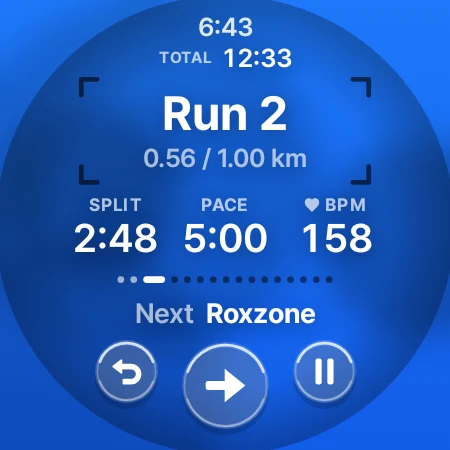 6:43
TOTAL 12:33
Run 2
0.56 / 1.00 km
SPLIT PACE BPM
2:48 5:00 158
Next Roxzone